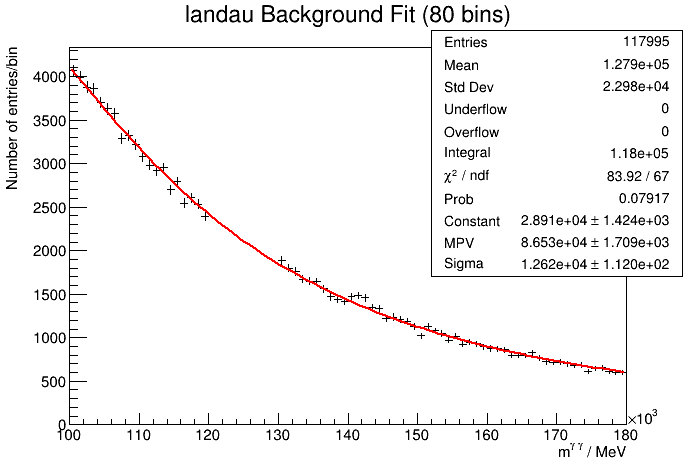 landau Background Fit (80 bins)
Number of entries/bin
Entries 117995
Mean 1.279e+05
Std Dev 2.298e+04
Underflow 0
Overflow 0
Integral 1.18e+05
χ² / ndf 83.92 / 67
Prob 0.07917
Constant 2.891e+04 ± 1.424e+03
MPV 8.653e+04 ± 1.709e+03
Sigma 1.262e+04 ± 1.120e+02
4000
3500
3000
2500
2000
1500
1000
500
0
100 110 120 130 140 150 160 170 180
×10³
m^γγ / MeV